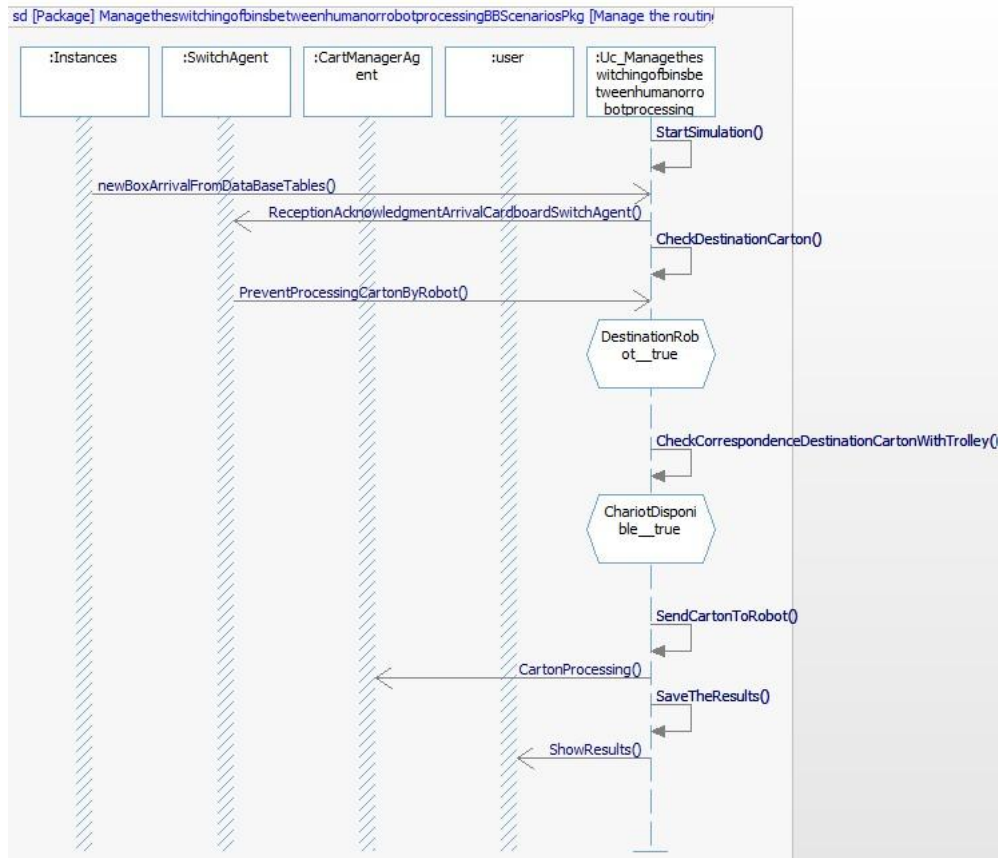 sd [Package] ManagetheswitchingofbinsbetweenhumanorrobotprocessingBBScenariosPkg [Manage the routing
:Instances
:SwitchAgent
:CartManagerAg
ent
:user
:Uc_Managethes
witchingofbinsbe
tweenhumanorro
botprocessing
StartSimulation()
newBoxArrivalFromDataBaseTables()
ReceptionAcknowledgmentArrivalCardboardSwitchAgent()
CheckDestinationCarton()
PreventProcessingCartonByRobot()
DestinationRob
ot__true
CheckCorrespondenceDestinationCartonWithTrolley()
ChariotDisponi
ble__true
SendCartonToRobot()
CartonProcessing()
SaveTheResults()
ShowResults()